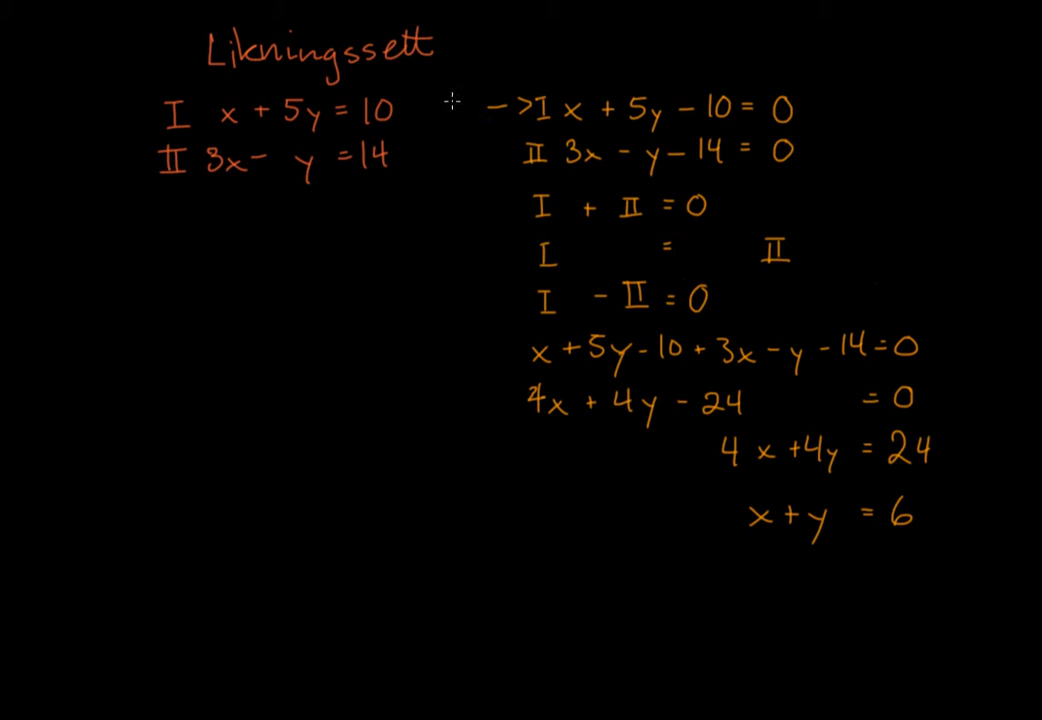 Likningssett
I x + 5y = 10
II 3x - y = 14
-> I x + 5y - 10 = 0
II 3x - y - 14 = 0
I + II = 0
I = II
I - II = 0
x + 5y - 10 + 3x - y - 14 = 0
4x + 4y - 24 = 0
4x + 4y = 24
x + y = 6